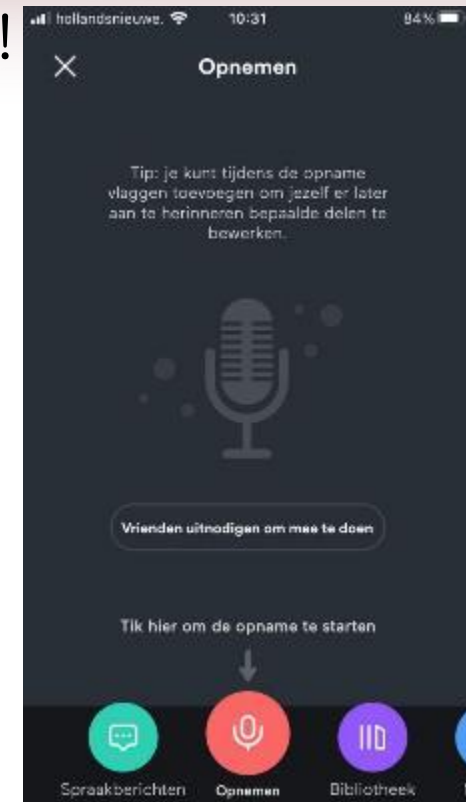 !
hollandsnieuwe. 10:31 84%
Opnemen
Tip: je kunt tijdens de opname
vlaggen toevoegen om jezelf er later
aan te herinneren bepaalde delen te
bewerken.
Vrienden uitnodigen om mee te doen
Tik hier om de opname te starten
Spraakberichten Opnemen Bibliotheek